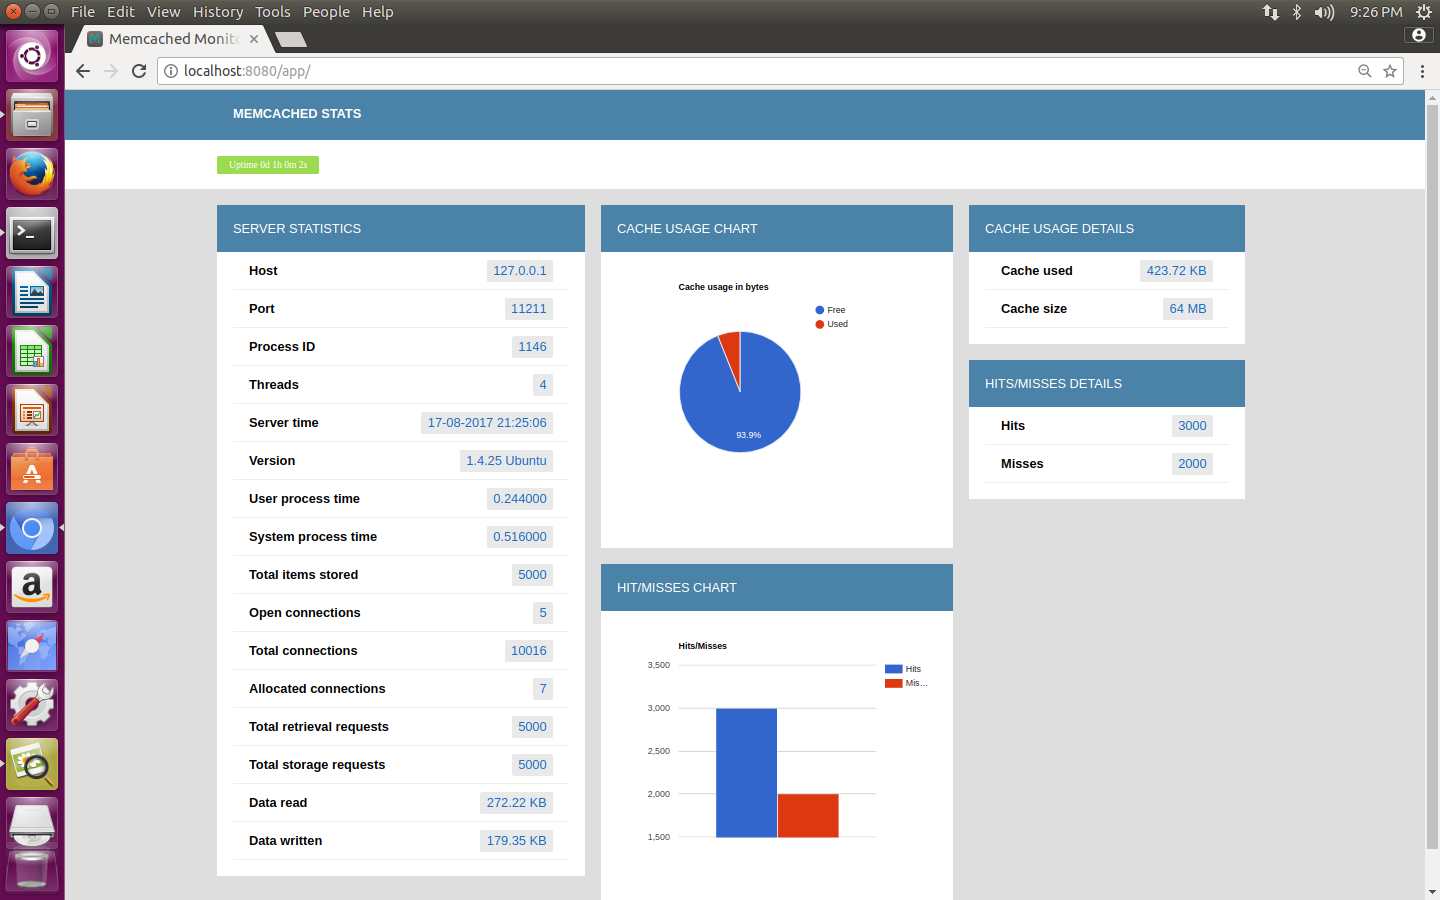 File Edit View History Tools People Help
9:26 PM
Memcached Monito
localhost:8080/app/
MEMCACHED STATS
Uptime 0d 1h 0m 2s
SERVER STATISTICS
Host 127.0.0.1
Port 11211
Process ID 1146
Threads 4
Server time 17-08-2017 21:25:06
Version 1.4.25 Ubuntu
User process time 0.244000
System process time 0.516000
Total items stored 5000
Open connections 5
Total connections 10016
Allocated connections 7
Total retrieval requests 5000
Total storage requests 5000
Data read 272.22 KB
Data written 179.35 KB
CACHE USAGE CHART
Cache usage in bytes
Free
Used
93.9%
HIT/MISSES CHART
Hits/Misses
3,500
3,000
2,500
2,000
1,500
Hits
Mis...
CACHE USAGE DETAILS
Cache used 423.72 KB
Cache size 64 MB
HITS/MISSES DETAILS
Hits 3000
Misses 2000